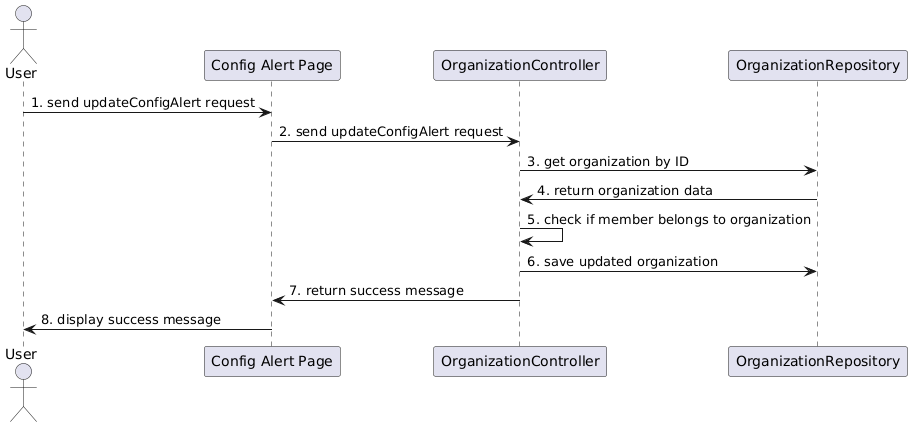 User
Config Alert Page
OrganizationController
OrganizationRepository
1. send updateConfigAlert request
2. send updateConfigAlert request
3. get organization by ID
4. return organization data
5. check if member belongs to organization
6. save updated organization
7. return success message
8. display success message
User
Config Alert Page
OrganizationController
OrganizationRepository